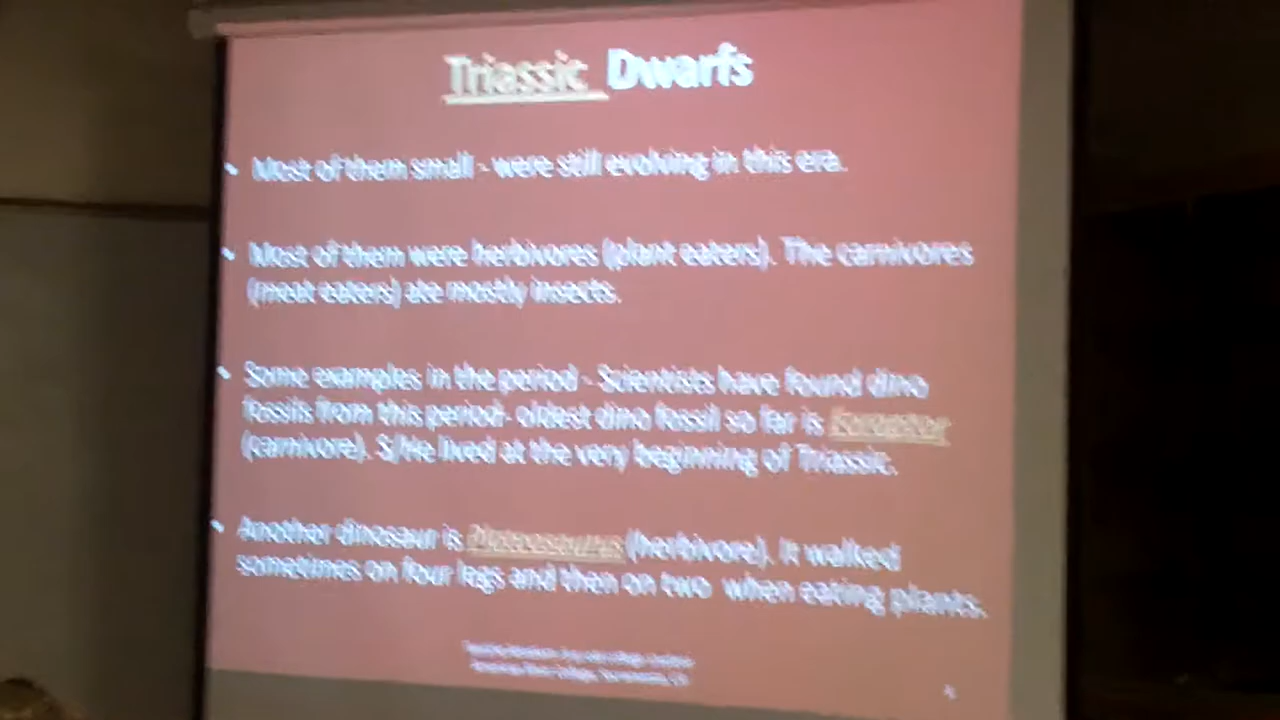 Triassic Dwarfs
• Most of them small - were still evolving in this era.
• Most of them were herbivores (plant eaters). The carnivores
(meat eaters) ate mostly insects.
• Some examples in the period - Scientists have found dino
fossils from this period- oldest dino fossil so far is
(carnivore). S/He lived at the very beginning of Triassic.
• Another dinosaur is (herbivore). It walked
sometimes on four legs and then on two when eating plants.